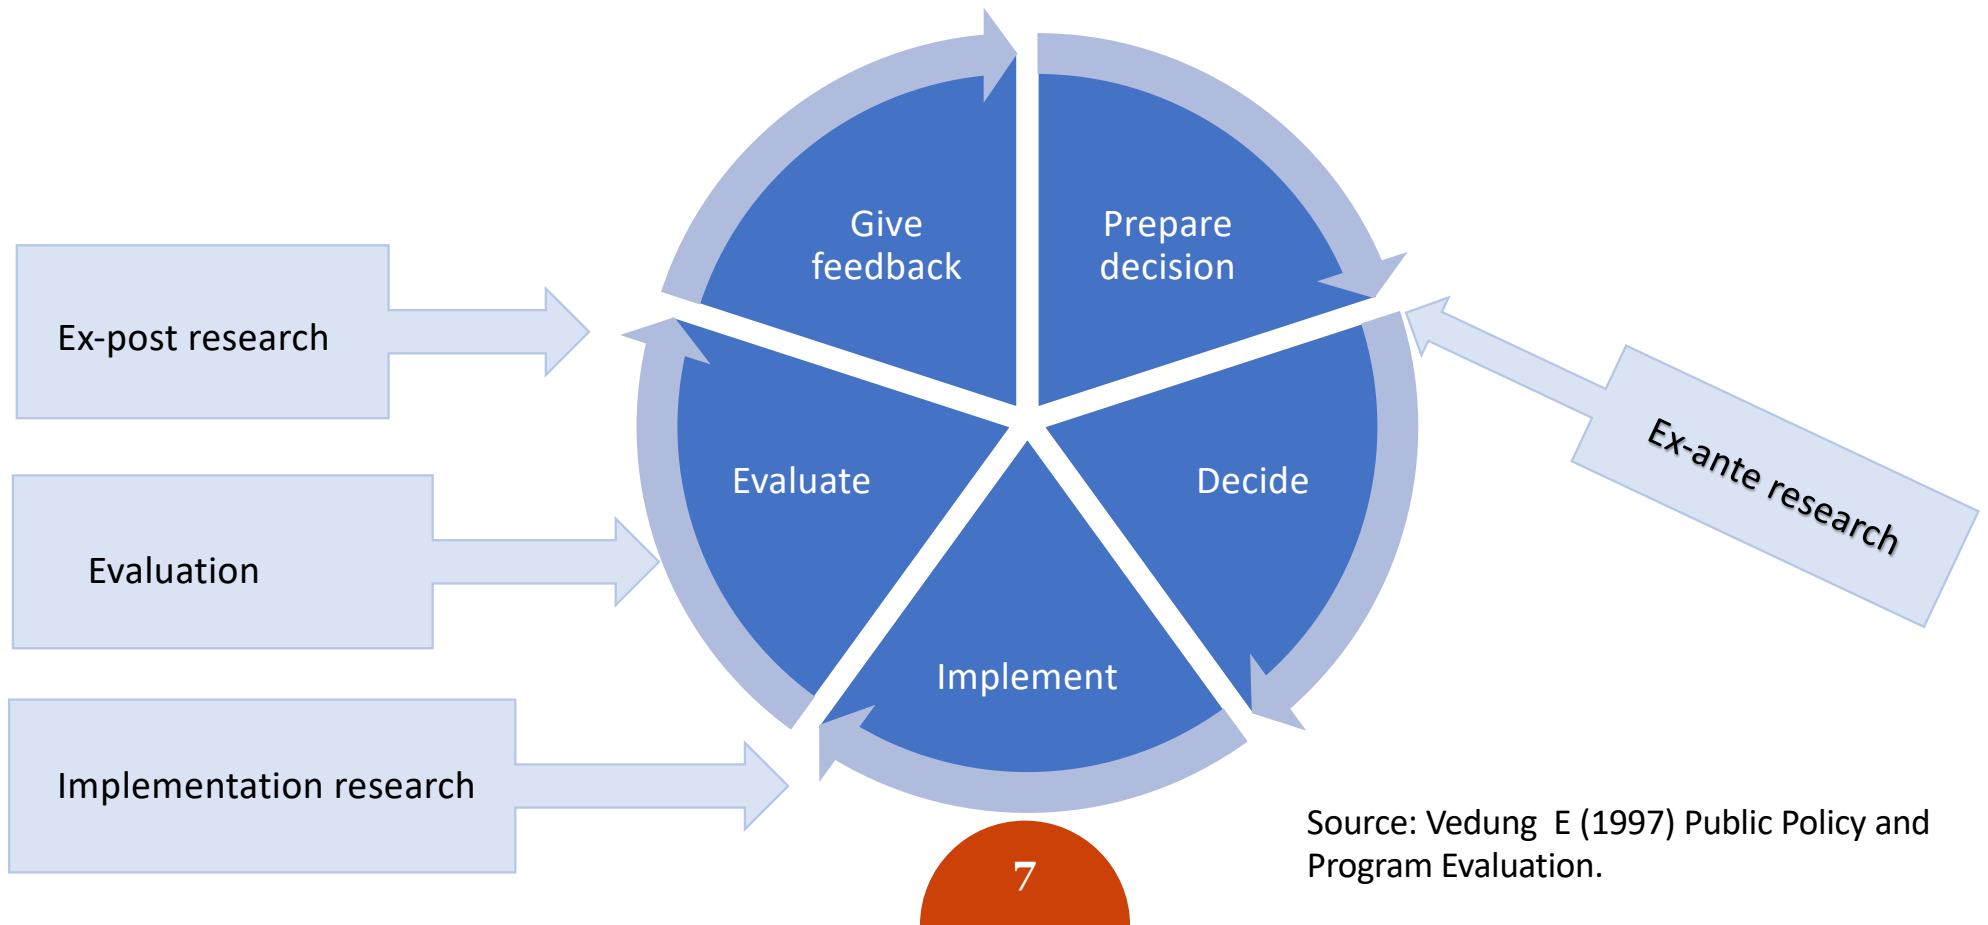 Give
feedback
Prepare
decision
Ex-post research
Ex-ante research
Evaluate
Decide
Evaluation
Implement
Implementation research
Source: Vedung  E (1997) Public Policy and
Program Evaluation.
7